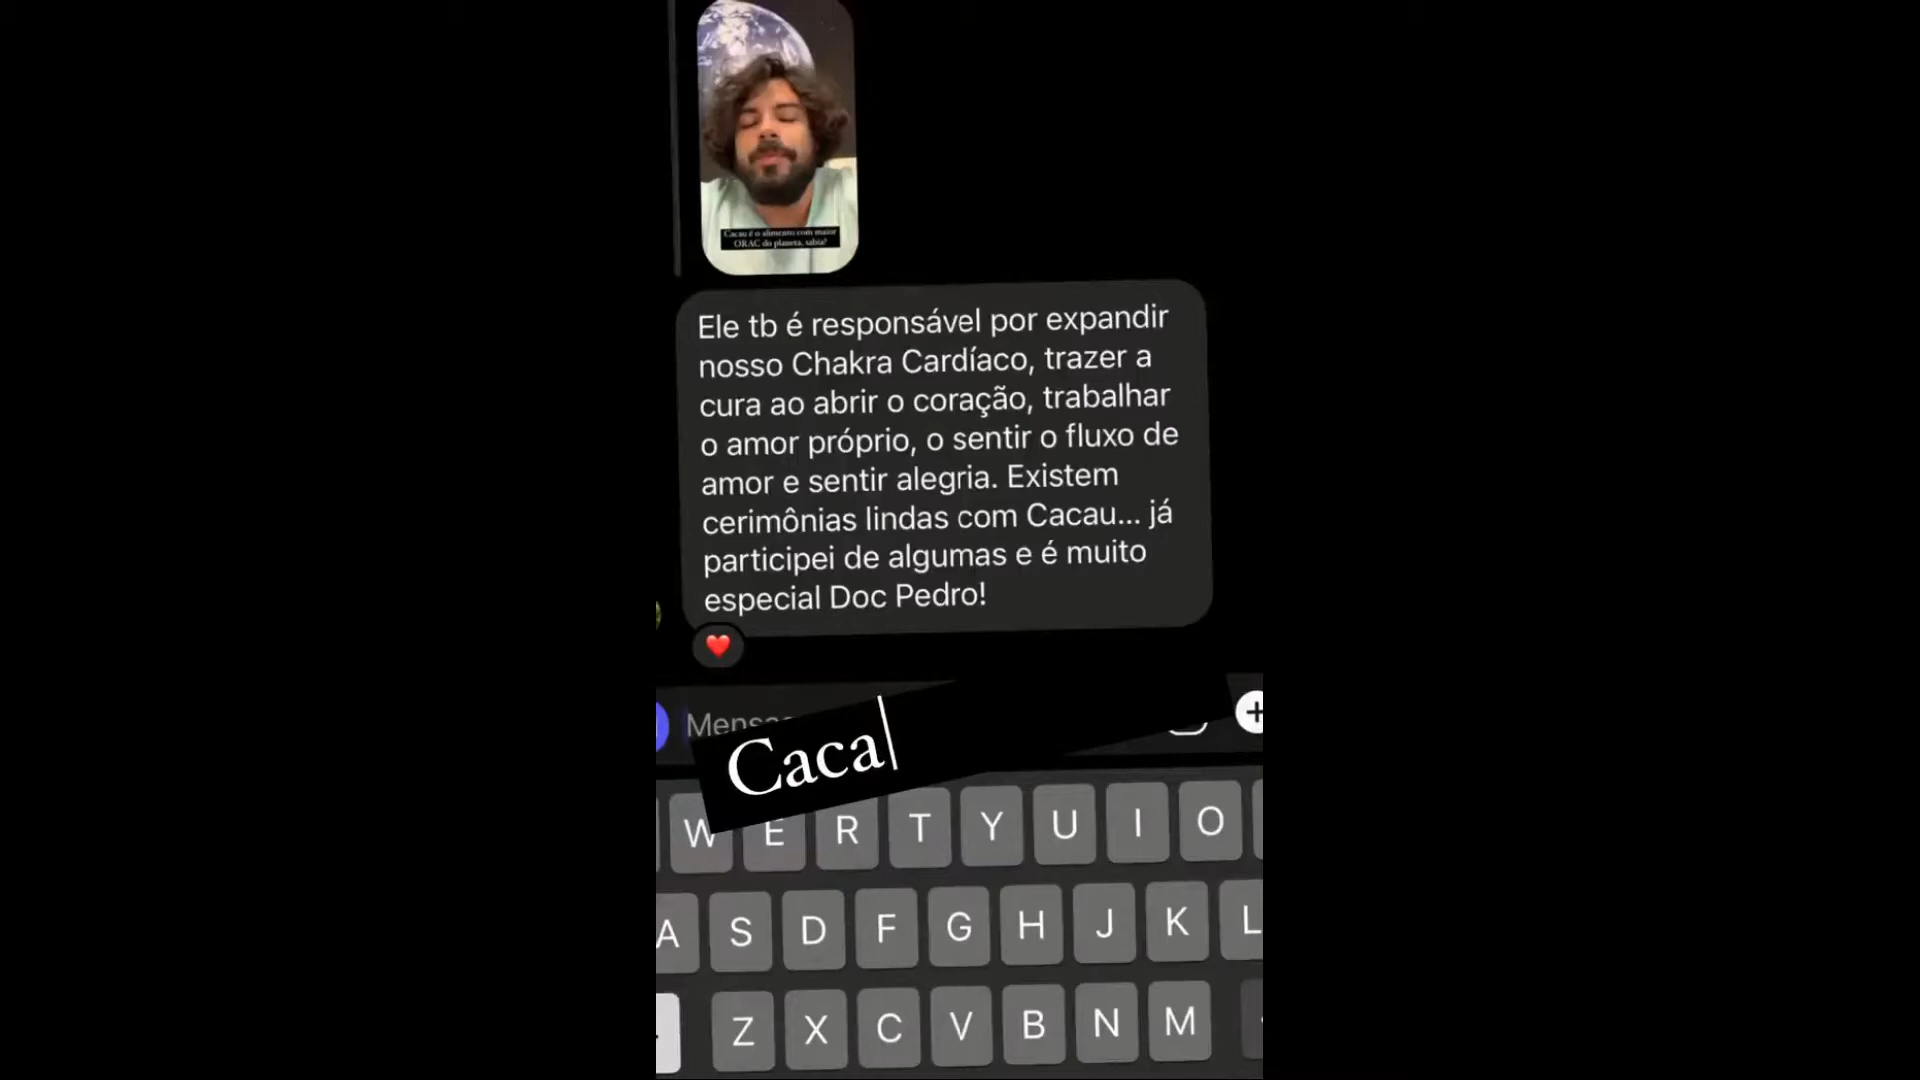 Cacau é o alimento com maior
ORAC do planeta, sabia?
Ele tb é responsável por expandir
nosso Chakra Cardíaco, trazer a
cura ao abrir o coração, trabalhar
o amor próprio, o sentir o fluxo de
amor e sentir alegria. Existem
cerimônias lindas com Cacau... já
participei de algumas e é muito
especial Doc Pedro!
Caca
W E R T Y U I O
A S D F G H J K L
Z X C V B N M